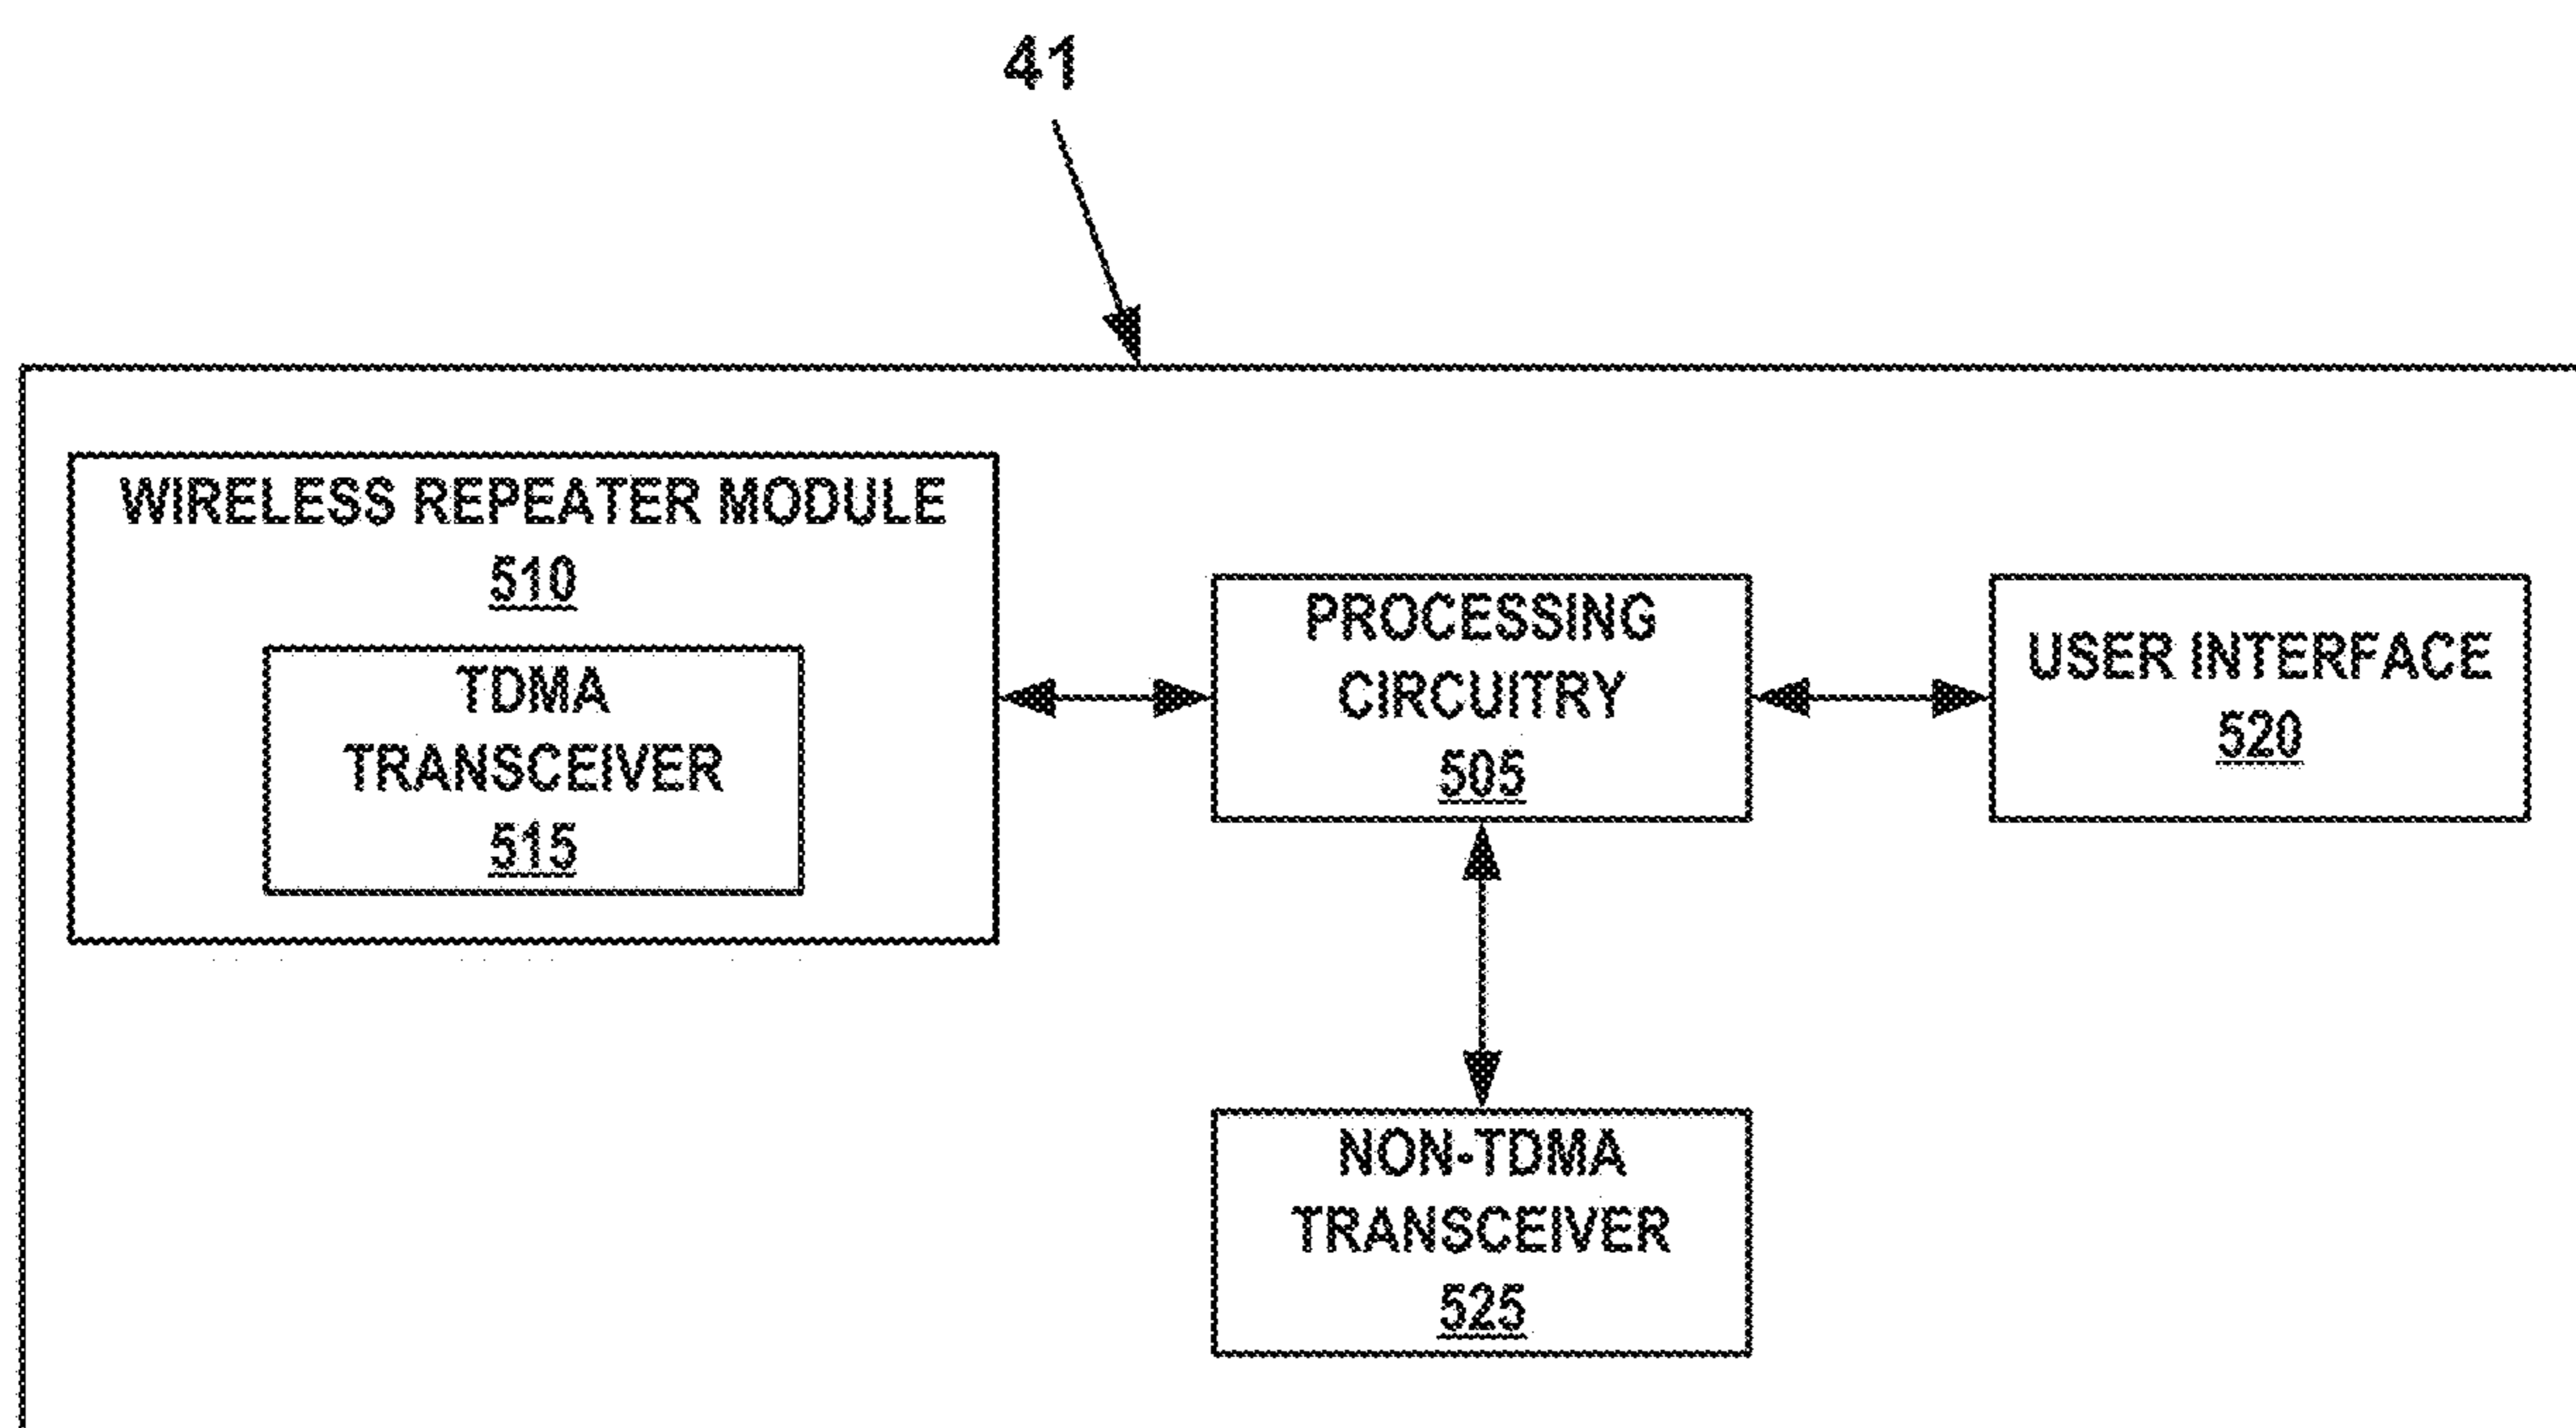 41
WIRELESS REPEATER MODULE
510
TDMA
TRANSCEIVER
515
PROCESSING
CIRCUITRY
505
USER INTERFACE
520
NON-TDMA
TRANSCEIVER
525